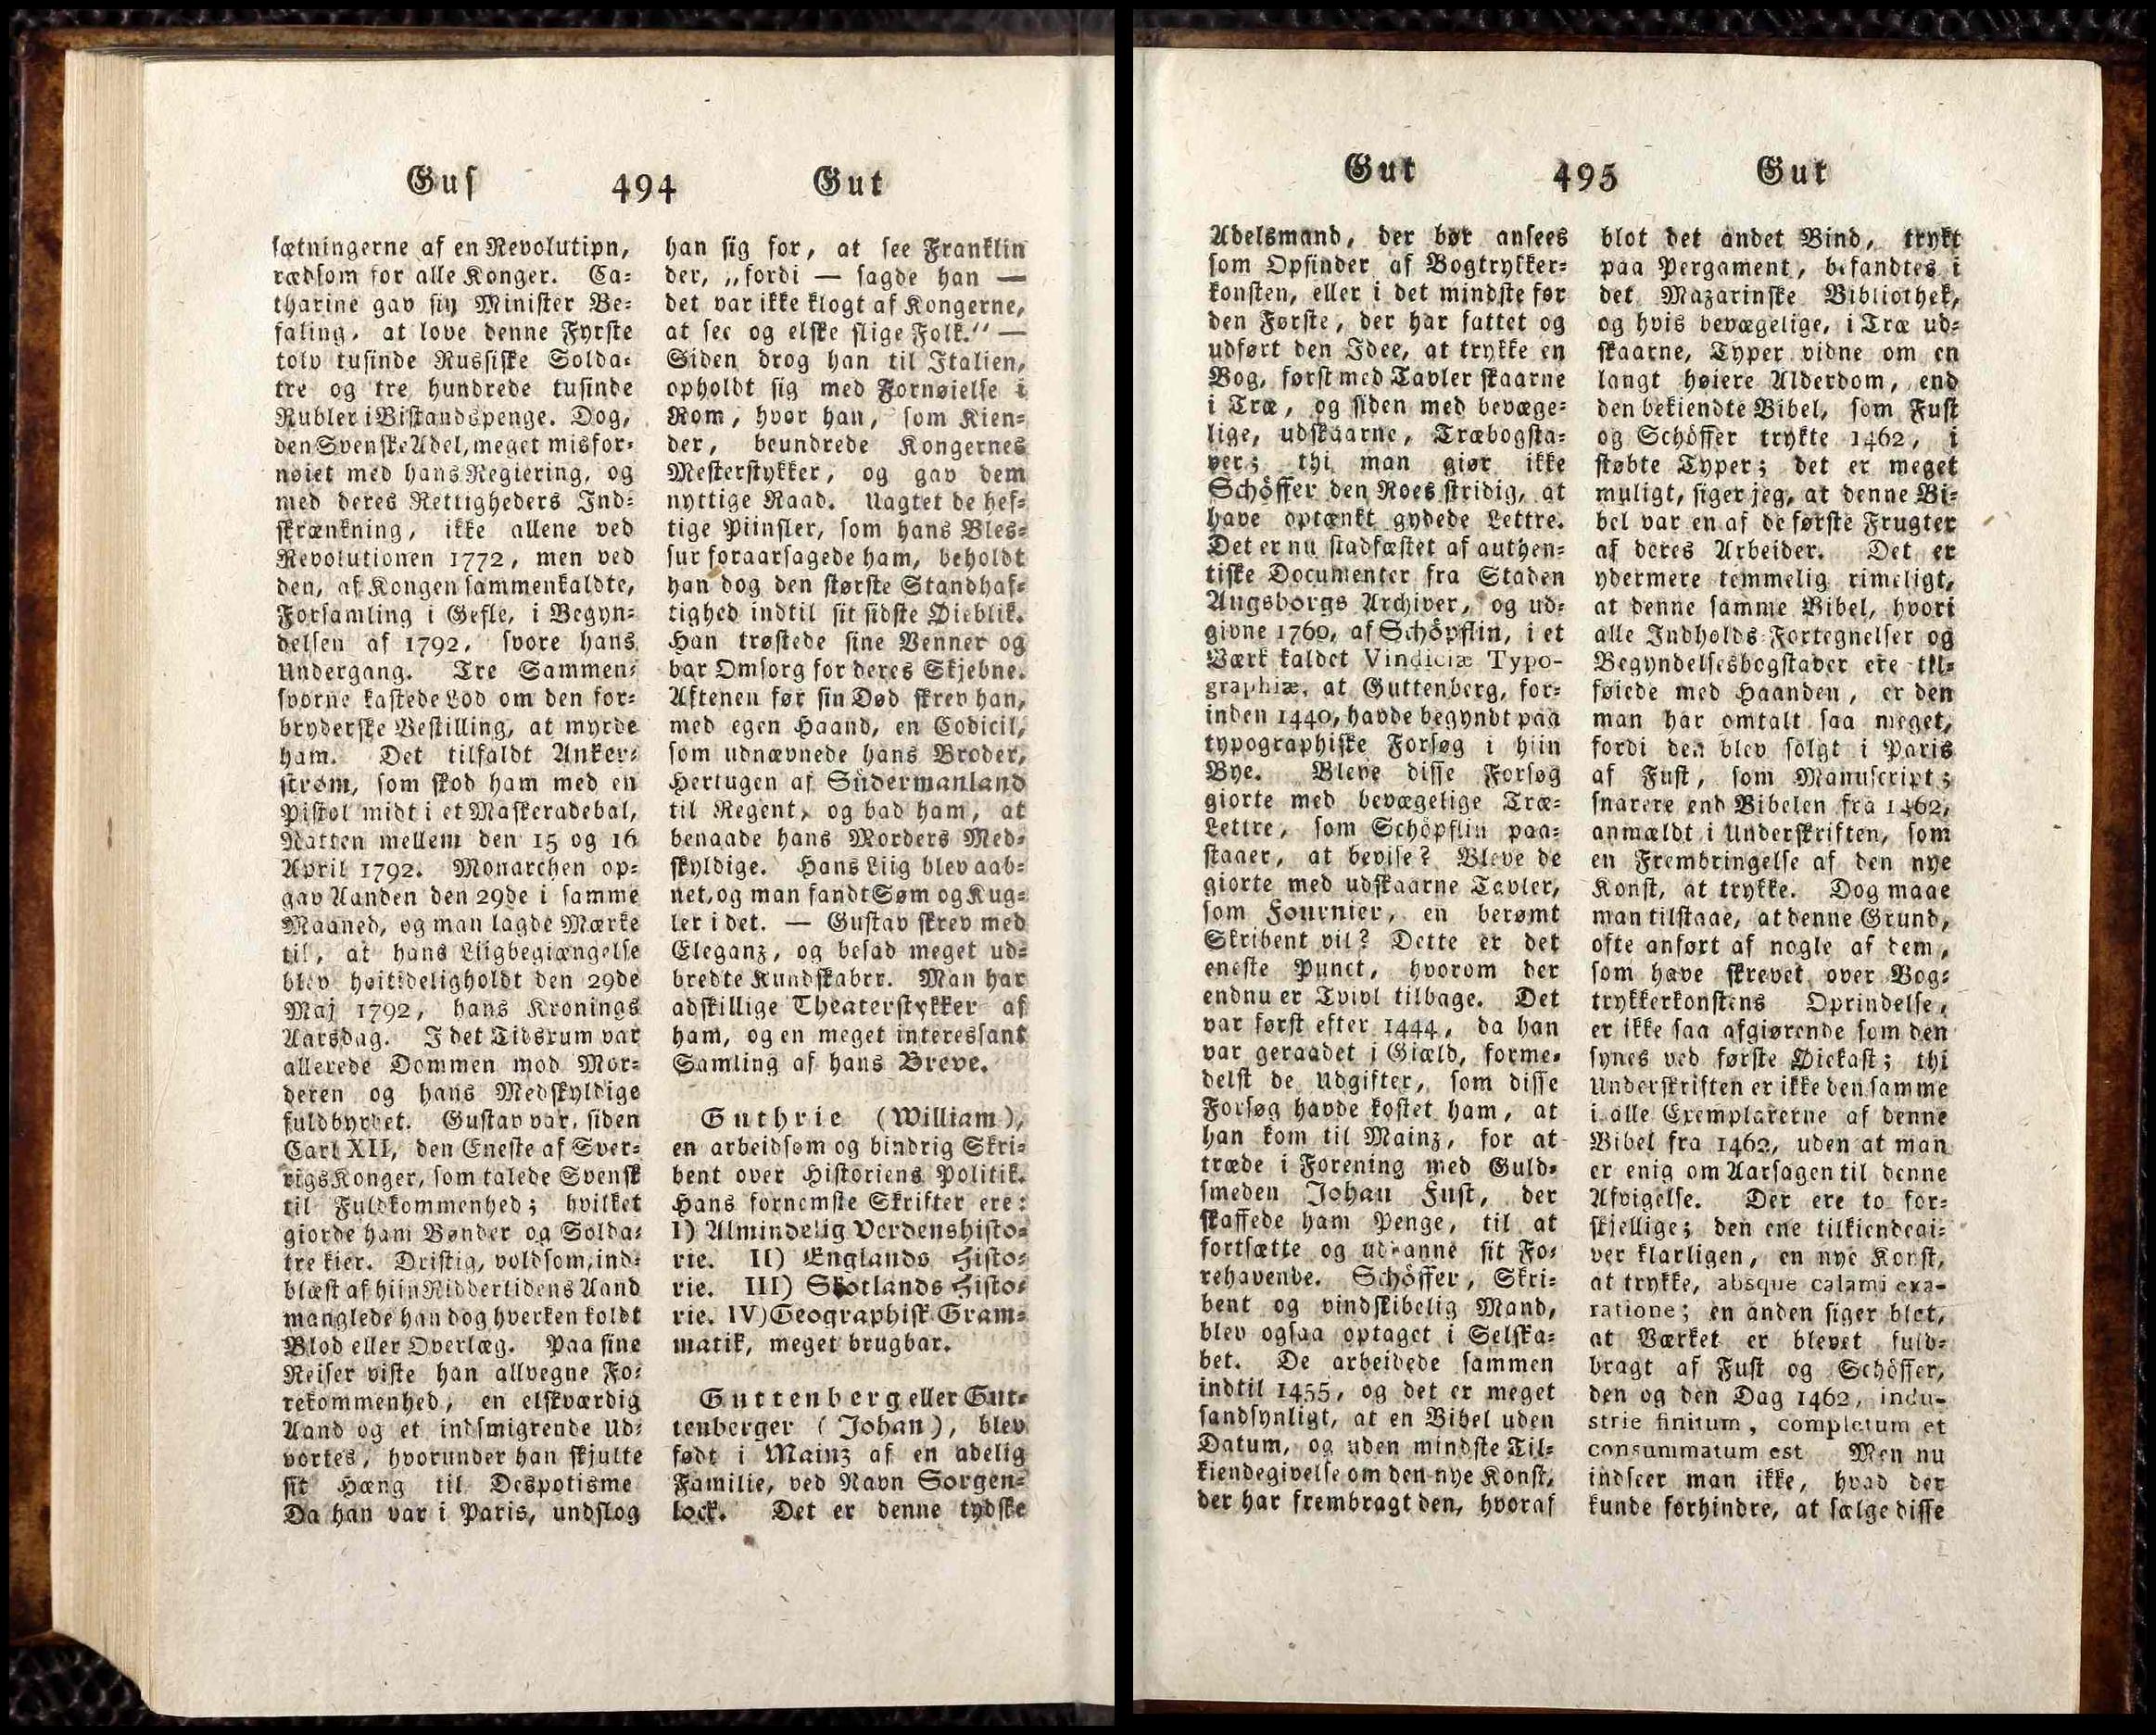 Gus 494 Gut
sætningerne af en Revolutipn,
rædsom for alle Konger. Ca-
tharine gav sin Minister Be-
faling, at love denne Fyrste
tolv tusinde Russiske Solda-
tre og tre hundrede tusinde
Rubler i Bistandspenge. Dog,
den Svenske Adel, meget misfor-
nøiet med hans Regiering, og
med deres Rettigheders Ind-
skrænkning, ikke allene ved
Revolutionen 1772, men ved
den, af Kongen sammenkaldte,
Forsamling i Gefle, i Begyn-
delsen af 1792, svore hans
Undergang. Tre Sammen-
svorne kastede Lod om den for-
bryderske Bestilling, at myrde
ham. Det tilfaldt Anker-
strøm, som skod ham med en
Pistol midt i et Maskeradebal,
Natten mellem den 15 og 16
April 1792. Monarchen op-
gav Aanden den 29de i samme
Maaned, og man lagde Mærke
til, at hans Liigbegiængelse
blev høitideligholdt den 29de
Maj 1792, hans Kronings
Aarsdag. I det Tidsrum var
allerede Dommen mod Mor-
deren og hans Medskyldige
fuldbyrdet. Gustav var, siden
Carl XII, den Eneste af Sver-
rigs Konger, som talede Svensk
til Fuldkommenhed; hvilket
giorde ham Bønder og Solda-
tre kier. Dristig, voldsom, ind-
blæst af hiin Riddertidens Aand
manglede han dog hverken koldt
Blod eller Overlæg. Paa sine
Reiser viste han allvegne Fo-
rekommenhed, en elskværdig
Aand og et indsmigrende Ud-
vortes, hvorunder han skjulte
sit Hæng til Despotisme
Da han var i Paris, undslog
han sig for, at see Franklin
der, „fordi — sagde han —
det var ikke klogt af Kongerne,
at see og elske slige Folk.“ —
Siden drog han til Italien,
opholdt sig med Fornøielse i
Rom, hvor han, som Kien-
der, beundrede Kongernes
Mesterstykker, og gav dem
nyttige Raad. Uagtet de hef-
tige Piinsler, som hans Bles-
sur foraarsagede ham, beholdt
han dog den største Standhaf-
tighed indtil sit sidste Øieblik.
Han trøstede sine Venner og
bar Omsorg for deres Skjebne.
Aftenen før sin Død skrev han,
med egen Haand, en Codicil,
som udnævnede hans Broder,
Hertugen af Südermanland
til Regent, og bad ham, at
benaade hans Morders Med-
skyldige. Hans Liig blev aab-
net, og man fandt Søm og Kug-
ler i det. — Gustav skrev med
Eleganz, og besad meget ud-
bredte Kundskabrr. Man har
adskillige Theaterstykker af
ham, og en meget interessant
Samling af hans Breve.
Guthrie (William),
en arbeidsom og bindrig Skri-
bent over Historiens Politik.
Hans fornemste Skrifter ere:
I) Almindelig Verdenshisto-
rie. II) Englands Histo-
rie. III) Skotlands Histo-
rie. IV) Geographisk Gram-
matik, meget brugbar.
Guttenberg eller Gut-
tenberger (Johan), blev
født i Mainz af en adelig
Familie, ved Navn Sorgen-
lock. Det er denne tydske
Gut 495 Gut
Adelsmand, der bør ansees
som Opfinder af Bogtrykker-
konsten, eller i det mindste for
den Første, der har fattet og
udført den Idee, at trykke en
Bog, først med Tavler skaarne
i Træ, og siden med bevæge-
lige, udskaarne, Træbogsta-
ver; thi man giør ikke
Schöffer den Roes stridig, at
have optænkt gydede Lettre.
Det er nu stadfæstet af authen-
tiske Documenter fra Staden
Augsborgs Archiver, og ud-
givne 1760, af Schöpflin, i et
Værk kaldet Vindiciæ Typo-
graphiæ, at Guttenberg, for-
inden 1440, havde begyndt paa
typographiske Forsøg i hiin
Bye. Bleve disse Forsøg
giorte med bevægelige Træ-
Lettre, som Schöpflin paa-
staaer, at bevise? Bleve de
giorte med udskaarne Tavler,
som Fournier, en berømt
Skribent vil? Dette er det
eneste Punct, hvorom der
endnu er Tvivl tilbage. Det
var først efter 1444, da han
var geraadet i Giæld, forme-
delst de Udgifter, som disse
Forsøg havde kostet ham, at
han kom til Mainz, for at
træde i Forening med Guld-
smeden Johan Fust, der
skaffede ham Penge, til at
fortsætte og uddanne sit Fo-
rehavende. Schöffer, Skri-
bent og vindskibelig Mand,
blev ogsaa optaget i Selska-
bet. De arbeidede sammen
indtil 1455, og det er meget
sandsynligt, at en Bibel uden
Datum, og uden mindste Til-
kiendegivelse om den nye Konst,
der har frembragt den, hvoraf
blot det andet Bind, trykt
paa Pergament, befandtes i
det Mazarinske Bibliothek,
og hvis bevægelige, i Træ ud-
skaarne, Typer vidne om en
langt høiere Alderdom, end
den bekiendte Bibel, som Fust
og Schöffer trykte 1462, i
støbte Typer; det er meget
muligt, siger jeg, at denne Bi-
bel var en af de første Frugter
af deres Arbeider. Det er
ydermere temmelig rimeligt,
at denne samme Bibel, hvori
alle Indholds Fortegnelser og
Begyndelsesbogstaver ere til-
føiede med Haanden, er den
man har omtalt saa meget,
fordi den blev solgt i Paris
af Fust, som Manuscript;
snarere end Bibelen fra 1462,
anmældt i Underskriften, som
en Frembringelse af den nye
Konst, at trykke. Dog maae
man tilstaae, at denne Grund,
ofte anført af nogle af dem,
som have skrevet over Bog-
trykkerkonstens Oprindelse,
er ikke saa afgiørende som den
synes ved første Øiekast; thi
Underskriften er ikke den samme
i alle Exemplarerne af denne
Bibel fra 1462, uden at man
er enig om Aarsagen til denne
Afvigelse. Der ere to for-
skjellige; den ene tilkiendegi-
ver klarligen, en nye Konst,
at trykke, absque calami exa-
ratione; en anden siger blot,
at Værket er blevet fuld-
bragt af Fust og Schöffer,
den og den Dag 1462, indu-
strie finitum, completum et
consummatum est Men nu
indseer man ikke, hvad der
kunde forhindre, at sælge disse